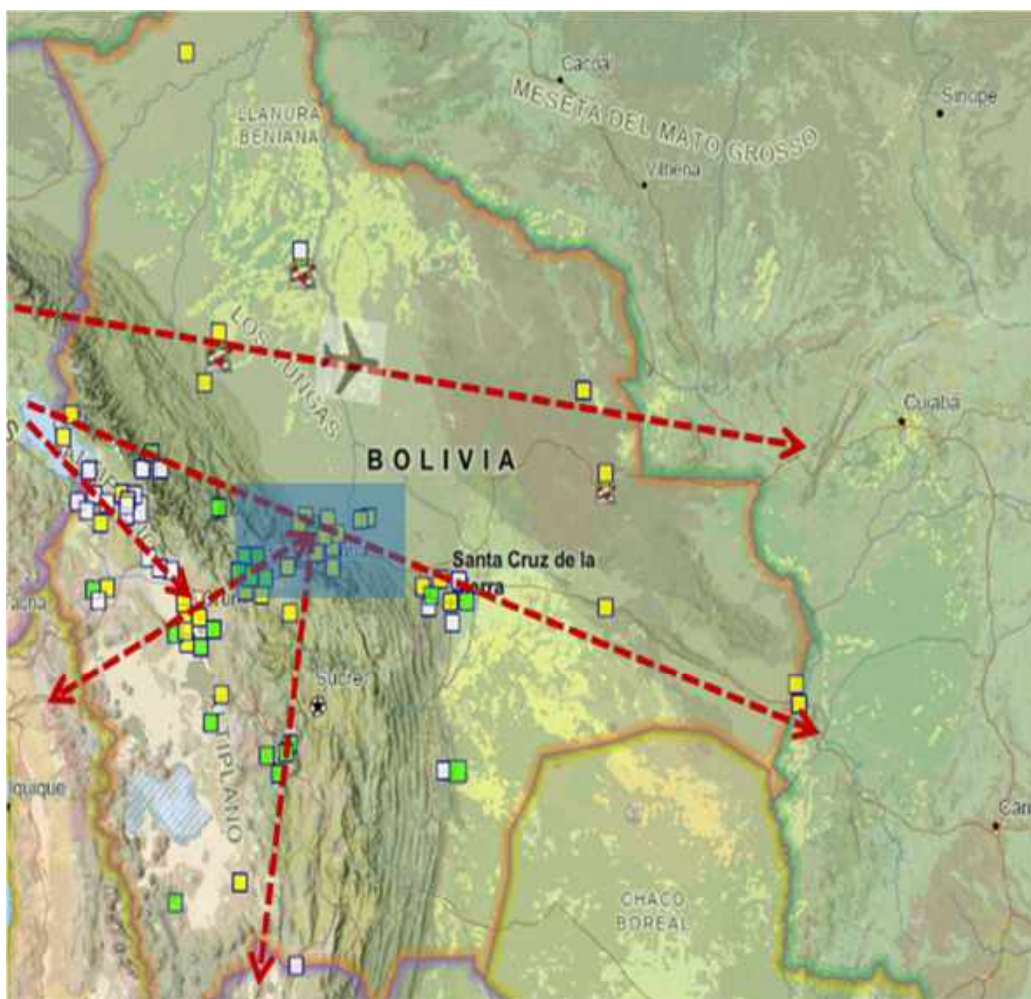 Cacoal
Sinope
MESETA DEL MATO GROSSO
LLANURA
BENIANA
Vilhena
LOS YUNGAS
Cuiabá
BOLIVIA
Santa Cruz de la
Sucre
TIPLANO
iquique
CHACO
BOREAL